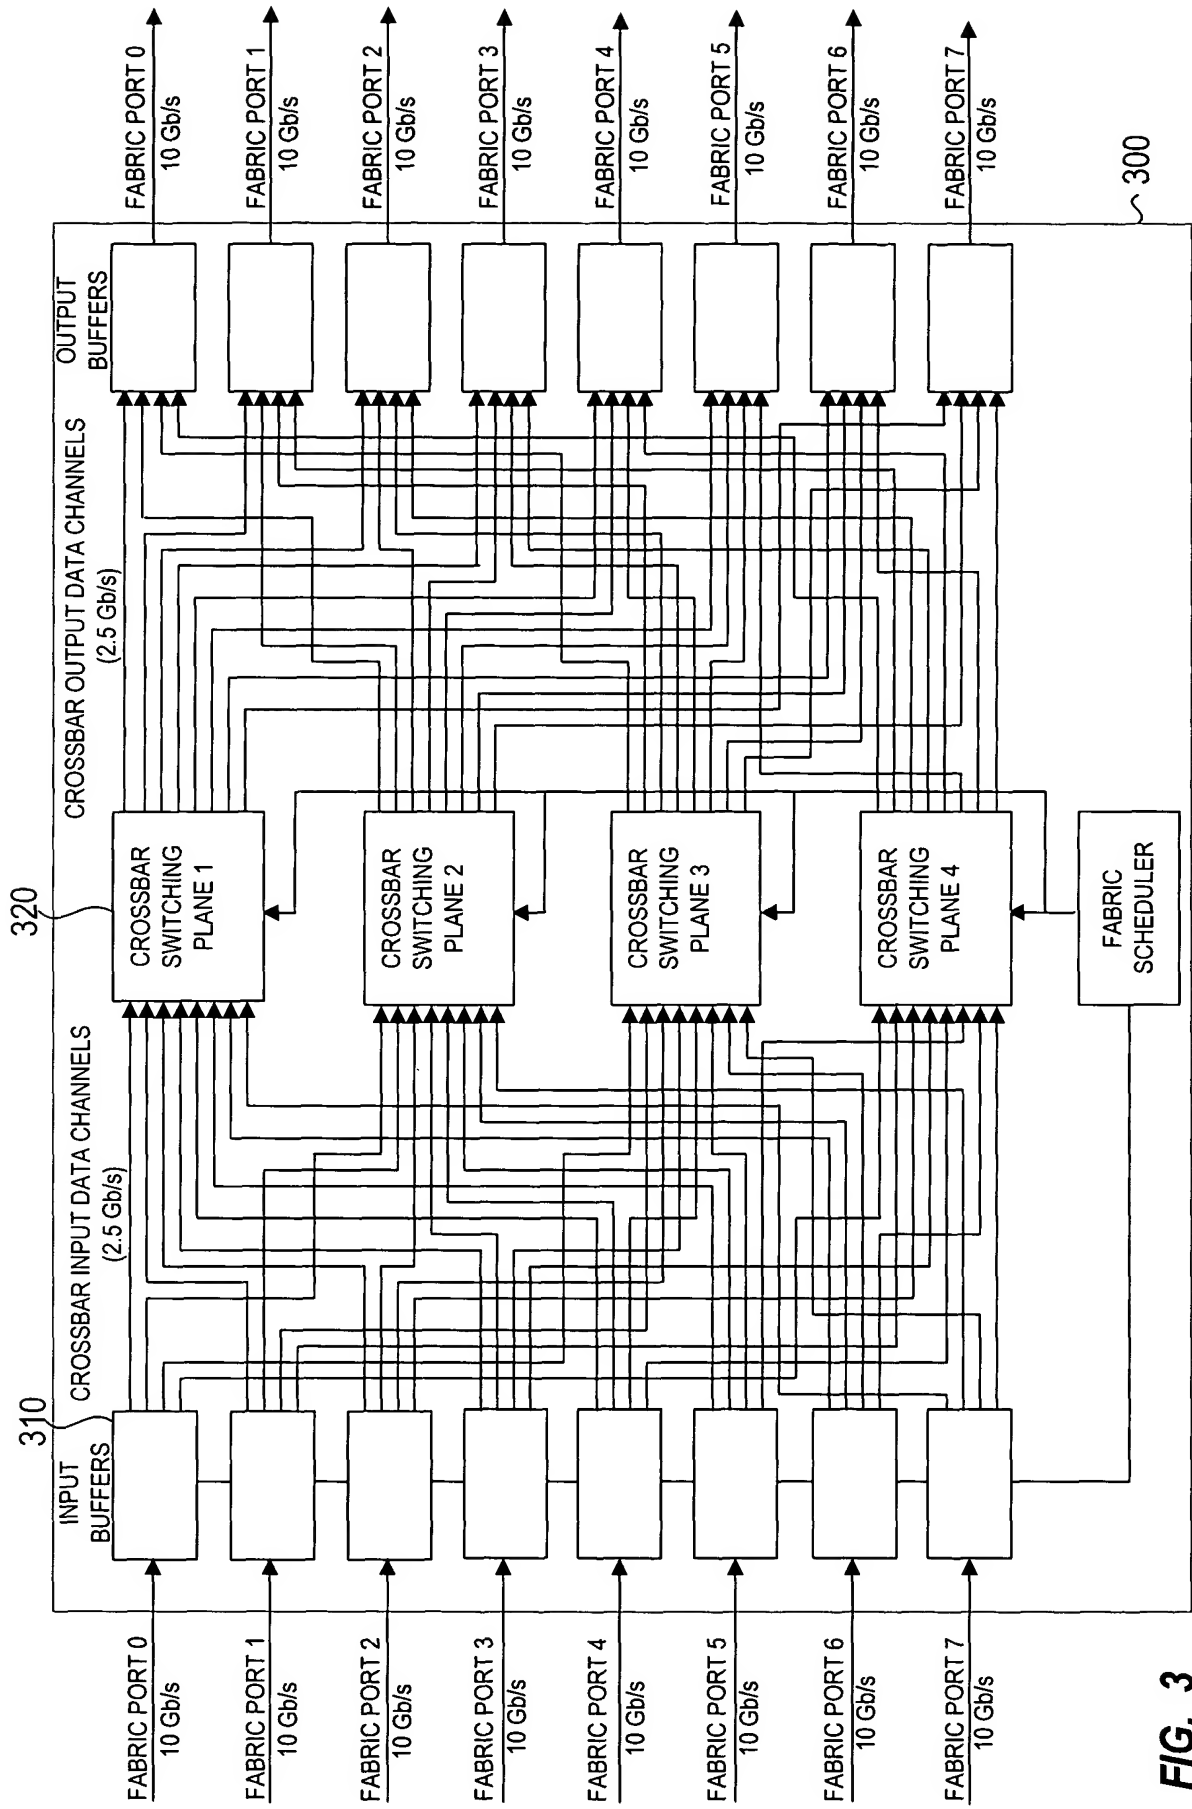 FABRIC PORT 0
10 Gb/s
FABRIC PORT 1
10 Gb/s
FABRIC PORT 2
10 Gb/s
FABRIC PORT 3
10 Gb/s
FABRIC PORT 4
10 Gb/s
FABRIC PORT 5
10 Gb/s
FABRIC PORT 6
10 Gb/s
FABRIC PORT 7
10 Gb/s
INPUT
BUFFERS
310
CROSSBAR INPUT DATA CHANNELS
(2.5 Gb/s)
320
CROSSBAR
SWITCHING
PLANE 1
CROSSBAR
SWITCHING
PLANE 2
CROSSBAR
SWITCHING
PLANE 3
CROSSBAR
SWITCHING
PLANE 4
FABRIC
SCHEDULER
CROSSBAR OUTPUT DATA CHANNELS
(2.5 Gb/s)
OUTPUT
BUFFERS
FABRIC PORT 0
10 Gb/s
FABRIC PORT 1
10 Gb/s
FABRIC PORT 2
10 Gb/s
FABRIC PORT 3
10 Gb/s
FABRIC PORT 4
10 Gb/s
FABRIC PORT 5
10 Gb/s
FABRIC PORT 6
10 Gb/s
FABRIC PORT 7
10 Gb/s
300
FIG. 3